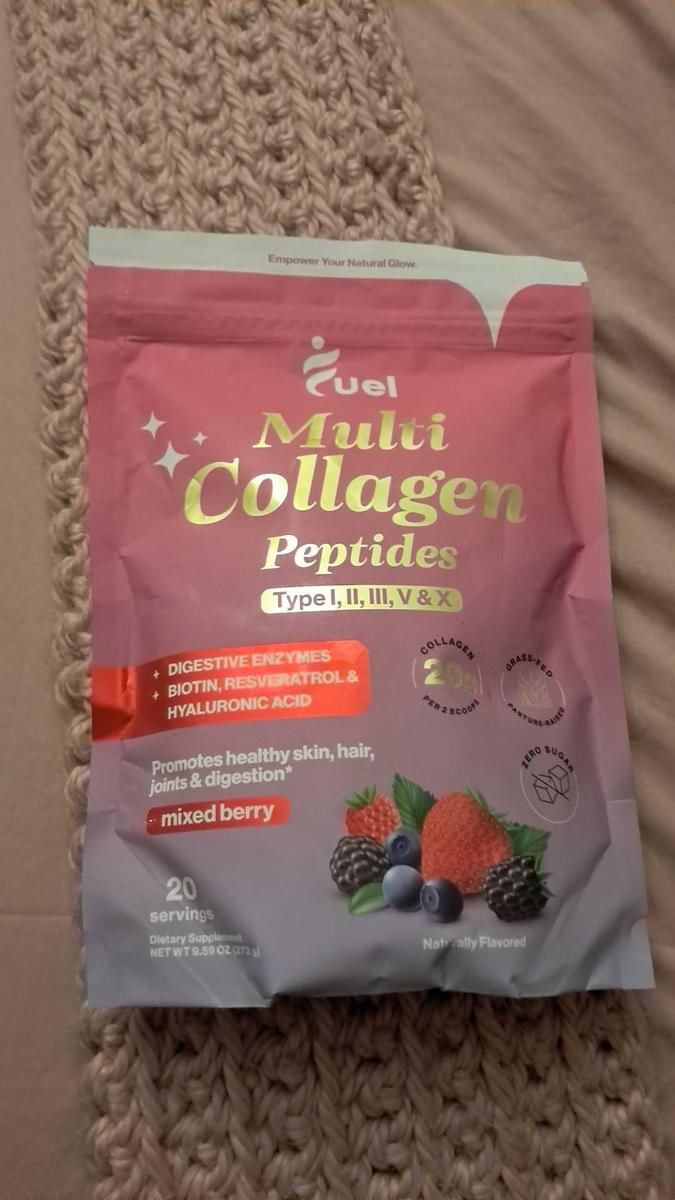 Empower Your Natural Glow.
Fuel
Multi
Collagen
Peptides
Type I, II, III, V & X
+ DIGESTIVE ENZYMES
+ BIOTIN, RESVERATROL &
HYALURONIC ACID
COLLAGEN
20g
PER 2 SCOOPS
GRASS-FED
PASTURE-RAISED
Promotes healthy skin, hair,
joints & digestion*
ZERO SUGAR
mixed berry
20
servings
Dietary Supplement
NET WT 9.59 OZ (272 g)
Naturally Flavored